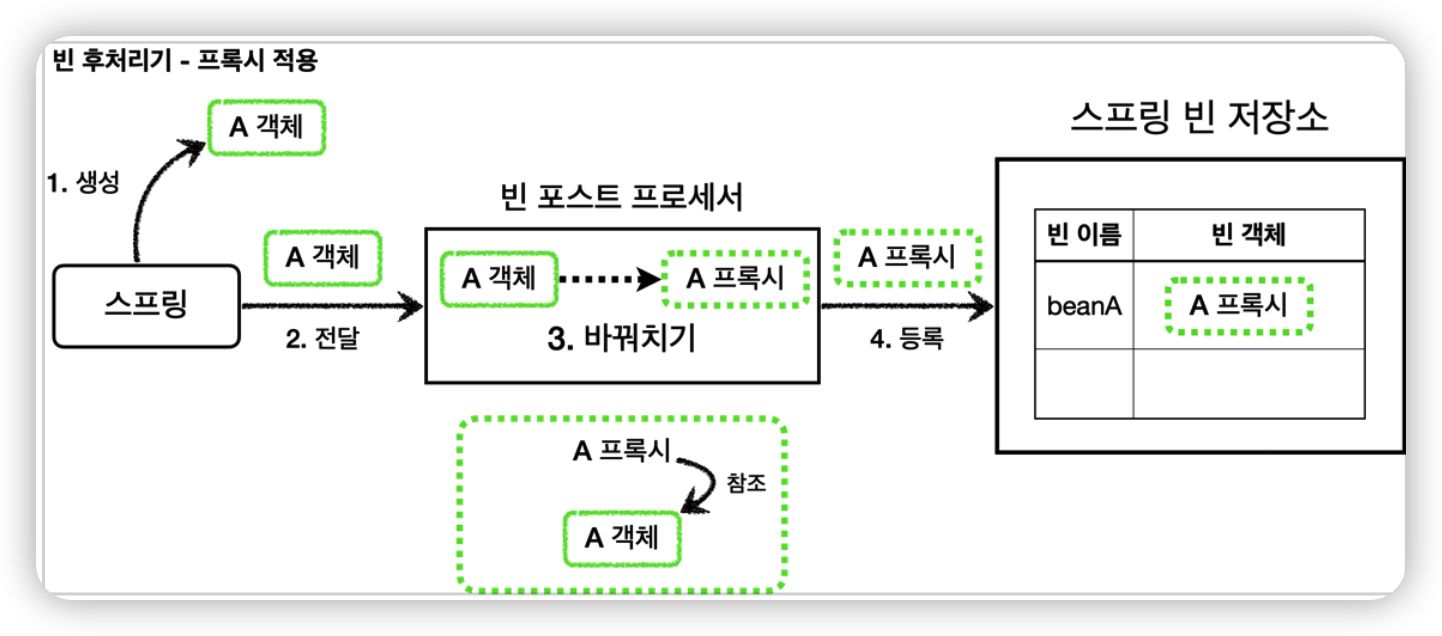 빈 후처리기 - 프록시 적용
A 객체
1. 생성
스프링
A 객체
2. 전달
빈 포스트 프로세서
A 객체
A 프록시
3. 바꿔치기
A 프록시
4. 등록
A 프록시
참조
A 객체
스프링 빈 저장소
빈 이름 빈 객체
beanA A 프록시